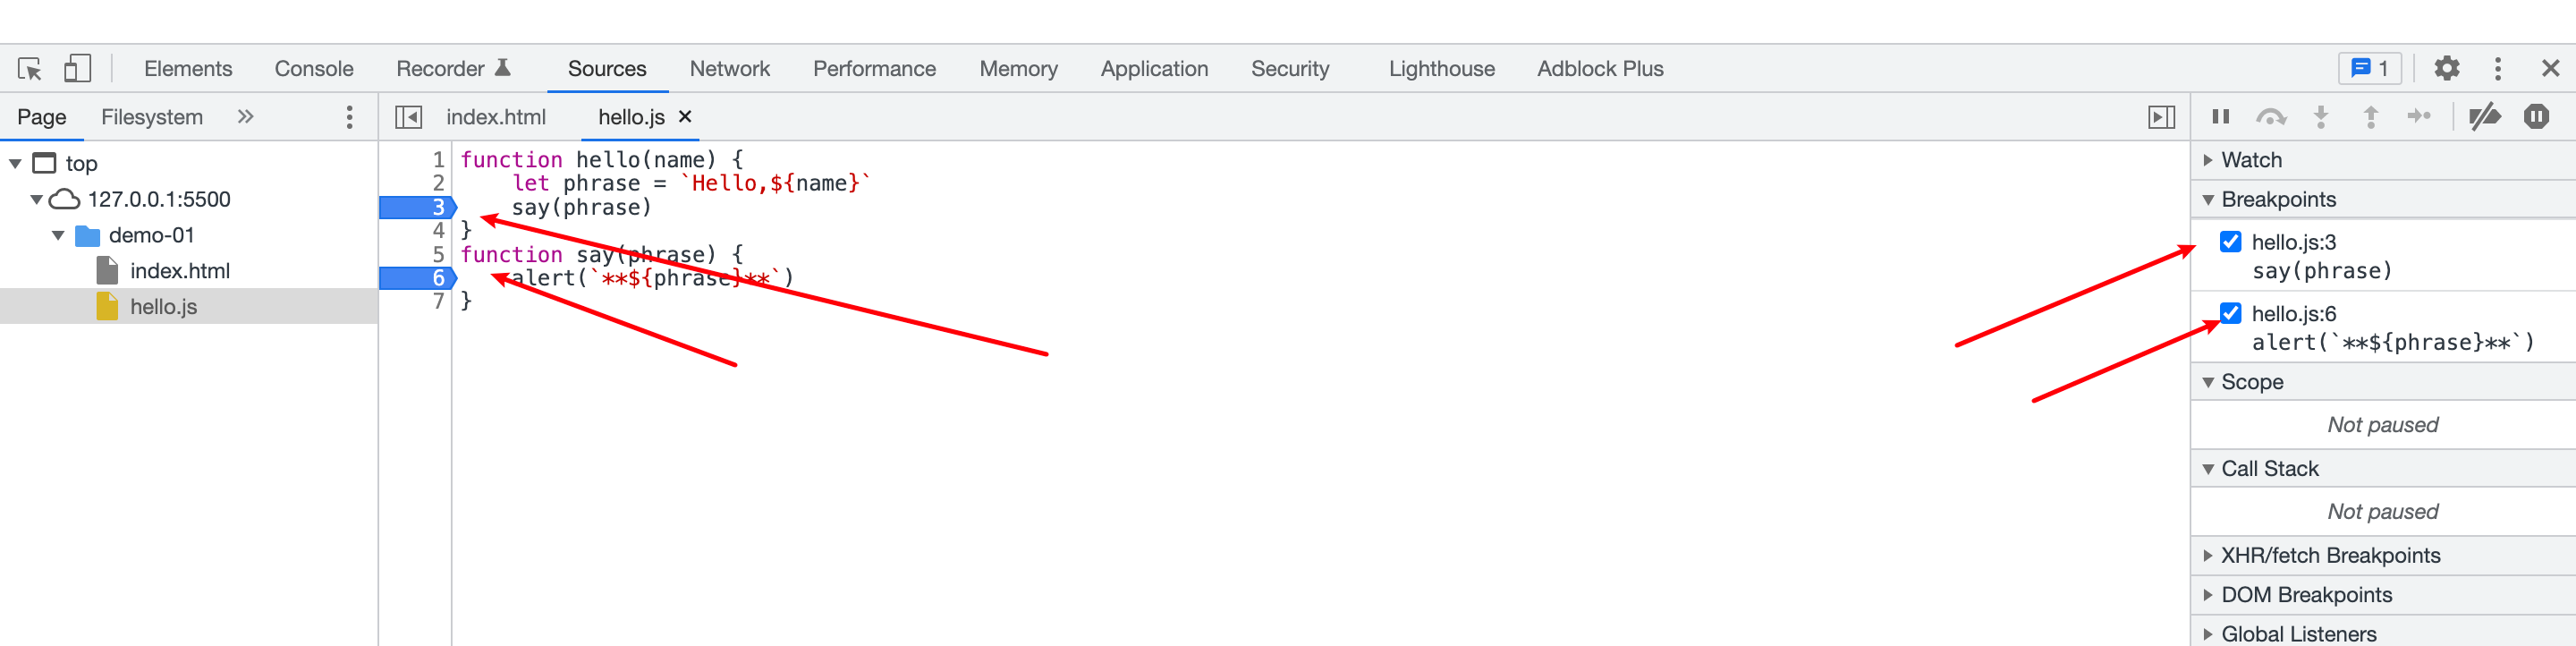 Elements Console Recorder Sources Network Performance Memory Application Security Lighthouse Adblock Plus 1
Page Filesystem
index.html hello.js
top
127.0.0.1:5500
demo-01
index.html
hello.js
1 function hello(name) {
2 let phrase = `Hello,${name}`
3 say(phrase)
4 }
5 function say(phrase) {
6 alert(`**${phrase}**`)
7 }
Watch
Breakpoints
hello.js:3
say(phrase)
hello.js:6
alert(`**${phrase}**`)
Scope
Not paused
Call Stack
Not paused
XHR/fetch Breakpoints
DOM Breakpoints
Global Listeners